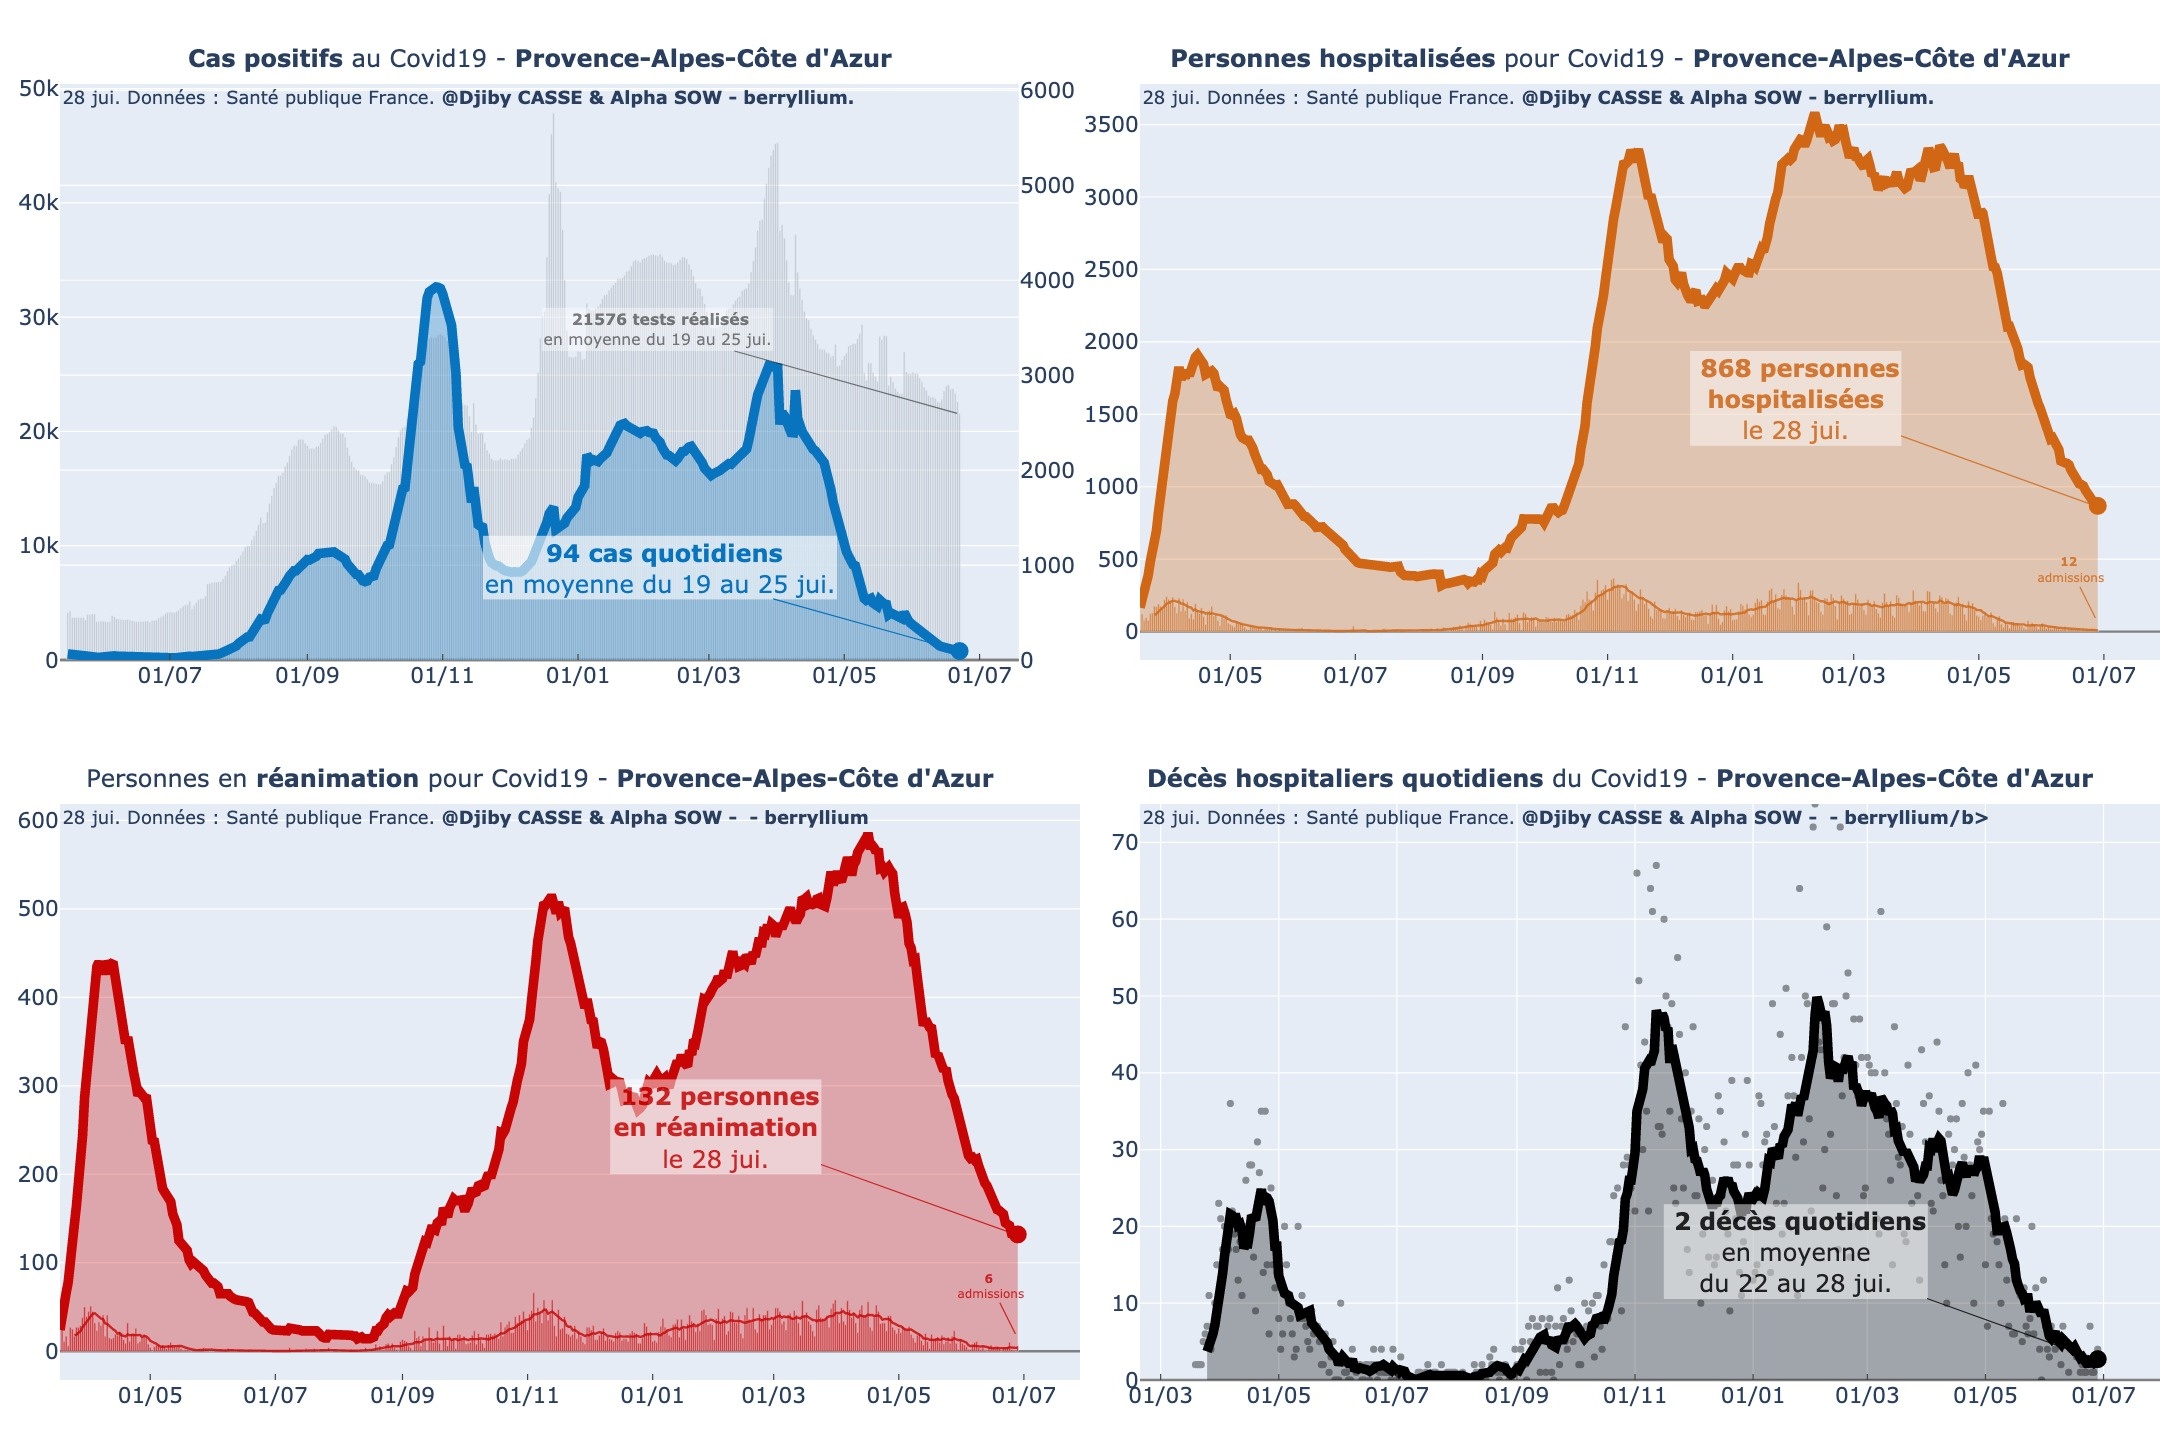 Cas positifs au Covid19 - Provence-Alpes-Côte d'Azur
28 jui. Données : Santé publique France. @Djiby CASSE & Alpha SOW - berryllium.
50k
40k
30k
20k
10k
0
6000
5000
4000
3000
2000
1000
0
21576 tests réalisés
en moyenne du 19 au 25 jui.
94 cas quotidiens
en moyenne du 19 au 25 jui.
01/07 01/09 01/11 01/01 01/03 01/05 01/07
Personnes hospitalisées pour Covid19 - Provence-Alpes-Côte d'Azur
28 jui. Données : Santé publique France. @Djiby CASSE & Alpha SOW - berryllium.
3500
3000
2500
2000
1500
1000
500
0
868 personnes
hospitalisées
le 28 jui.
12
admissions
01/05 01/07 01/09 01/11 01/01 01/03 01/05 01/07
Personnes en réanimation pour Covid19 - Provence-Alpes-Côte d'Azur
28 jui. Données : Santé publique France. @Djiby CASSE & Alpha SOW -  - berryllium
600
500
400
300
200
100
0
132 personnes
en réanimation
le 28 jui.
6
admissions
01/05 01/07 01/09 01/11 01/01 01/03 01/05 01/07
Décès hospitaliers quotidiens du Covid19 - Provence-Alpes-Côte d'Azur
28 jui. Données : Santé publique France. @Djiby CASSE & Alpha SOW -  - berryllium/b>
70
60
50
40
30
20
10
0
2 décès quotidiens
en moyenne
du 22 au 28 jui.
01/03 01/05 01/07 01/09 01/11 01/01 01/03 01/05 01/07